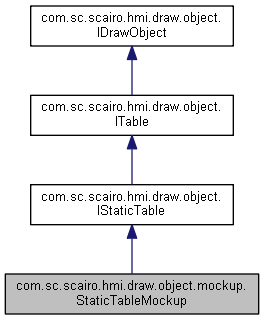 com.sc.scairo.hmi.draw.object.
IDrawObject
com.sc.scairo.hmi.draw.object.
ITable
com.sc.scairo.hmi.draw.object.
IStaticTable
com.sc.scairo.hmi.draw.object.mockup.
StaticTableMockup